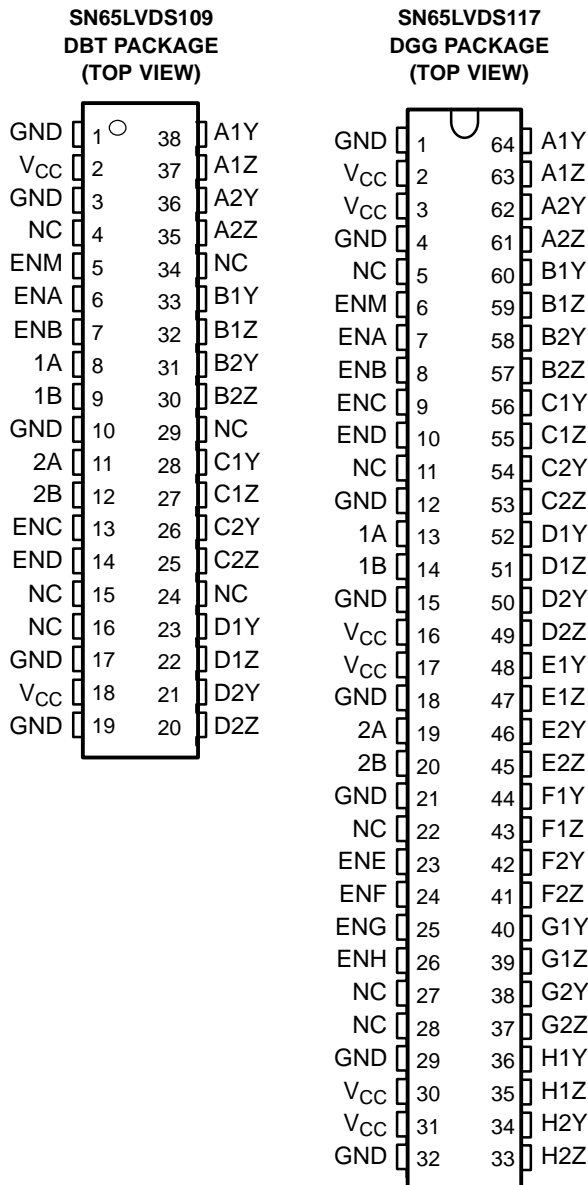 SN65LVDS109
DBT PACKAGE
(TOP VIEW)
GND 1 38 A1Y
VCC 2 37 A1Z
GND 3 36 A2Y
NC 4 35 A2Z
ENM 5 34 NC
ENA 6 33 B1Y
ENB 7 32 B1Z
1A 8 31 B2Y
1B 9 30 B2Z
GND 10 29 NC
2A 11 28 C1Y
2B 12 27 C1Z
ENC 13 26 C2Y
END 14 25 C2Z
NC 15 24 NC
NC 16 23 D1Y
GND 17 22 D1Z
VCC 18 21 D2Y
GND 19 20 D2Z
SN65LVDS117
DGG PACKAGE
(TOP VIEW)
GND 1 64 A1Y
VCC 2 63 A1Z
VCC 3 62 A2Y
GND 4 61 A2Z
NC 5 60 B1Y
ENM 6 59 B1Z
ENA 7 58 B2Y
ENB 8 57 B2Z
ENC 9 56 C1Y
END 10 55 C1Z
NC 11 54 C2Y
GND 12 53 C2Z
1A 13 52 D1Y
1B 14 51 D1Z
GND 15 50 D2Y
VCC 16 49 D2Z
VCC 17 48 E1Y
GND 18 47 E1Z
2A 19 46 E2Y
2B 20 45 E2Z
GND 21 44 F1Y
NC 22 43 F1Z
ENE 23 42 F2Y
ENF 24 41 F2Z
ENG 25 40 G1Y
ENH 26 39 G1Z
NC 27 38 G2Y
NC 28 37 G2Z
GND 29 36 H1Y
VCC 30 35 H1Z
VCC 31 34 H2Y
GND 32 33 H2Z